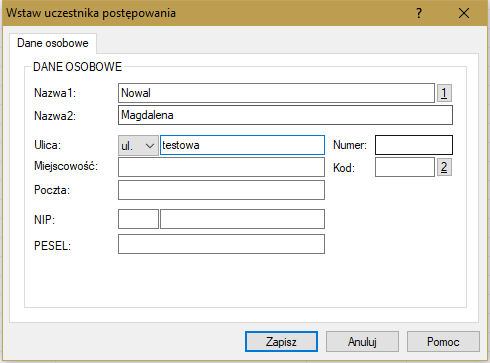 Wstaw uczestnika postępowania ?
Dane osobowe
DANE OSOBOWE
Nazwa1: Nowal 1
Nazwa2: Magdalena
Ulica: ul. testowa Numer:
Miejscowość: Kod: 2
Poczta:
NIP:
PESEL:
Zapisz Anuluj Pomoc